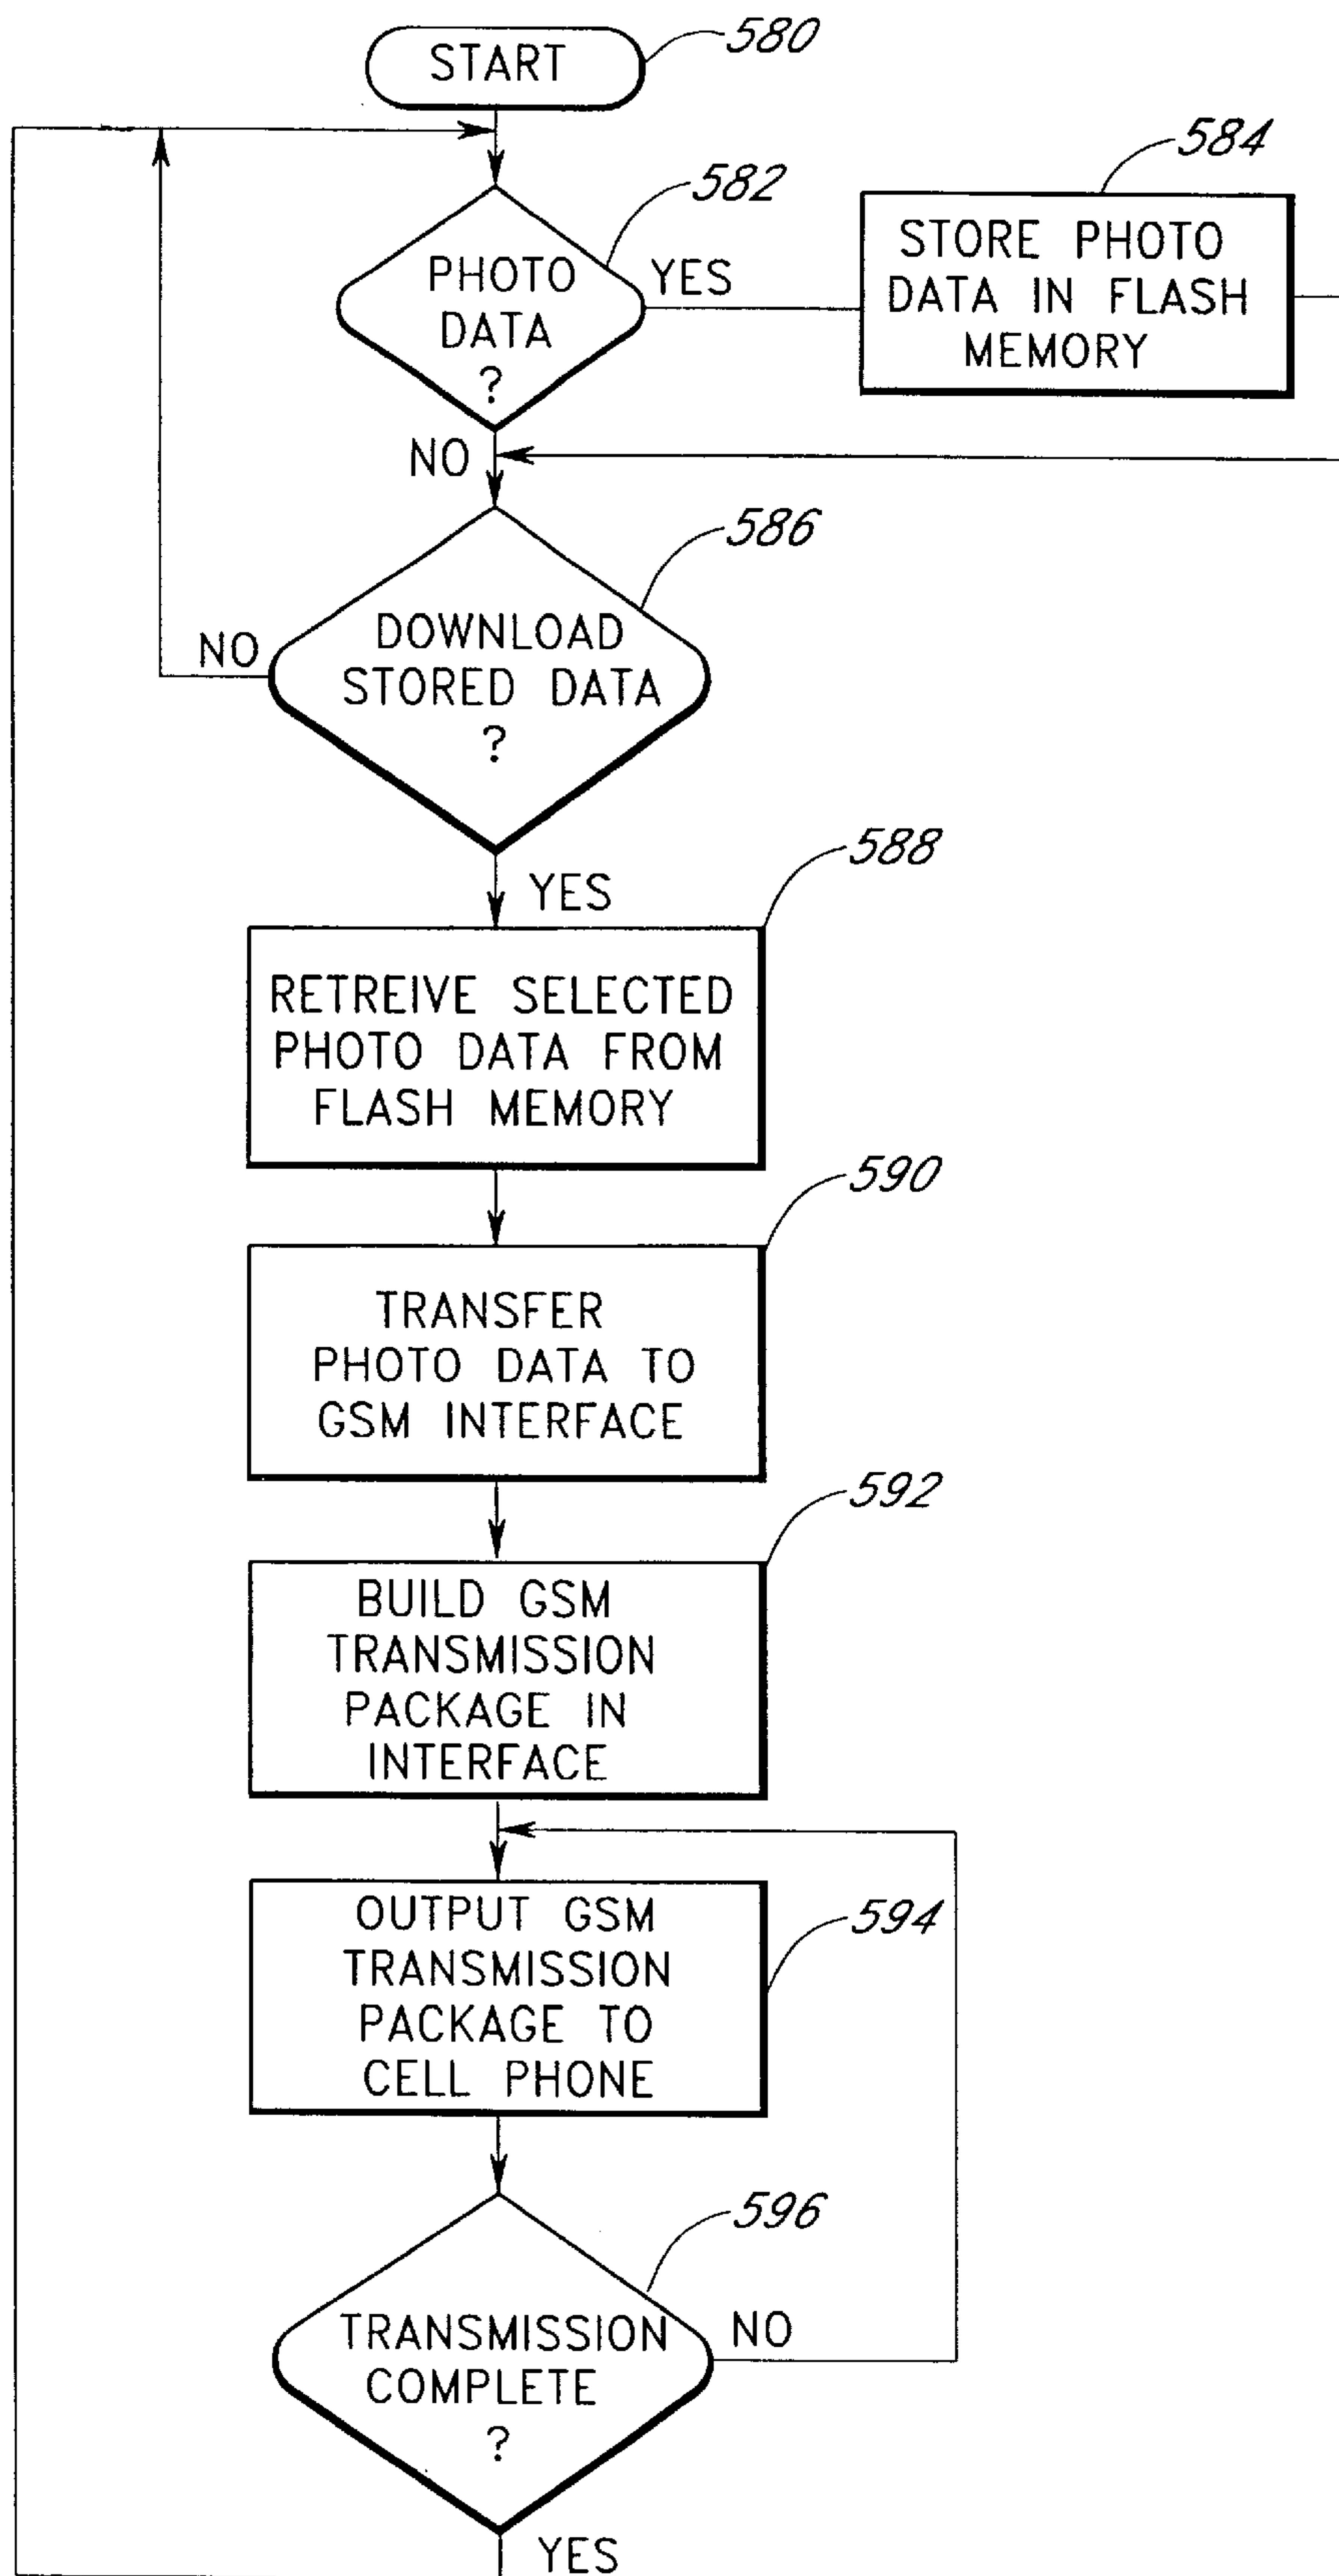 START
580
582
PHOTO
DATA
?
YES
584
STORE PHOTO
DATA IN FLASH
MEMORY
NO
586
DOWNLOAD
STORED DATA
?
NO
YES
588
RETREIVE SELECTED
PHOTO DATA FROM
FLASH MEMORY
590
TRANSFER
PHOTO DATA TO
GSM INTERFACE
592
BUILD GSM
TRANSMISSION
PACKAGE IN
INTERFACE
594
OUTPUT GSM
TRANSMISSION
PACKAGE TO
CELL PHONE
596
TRANSMISSION
COMPLETE
?
NO
YES